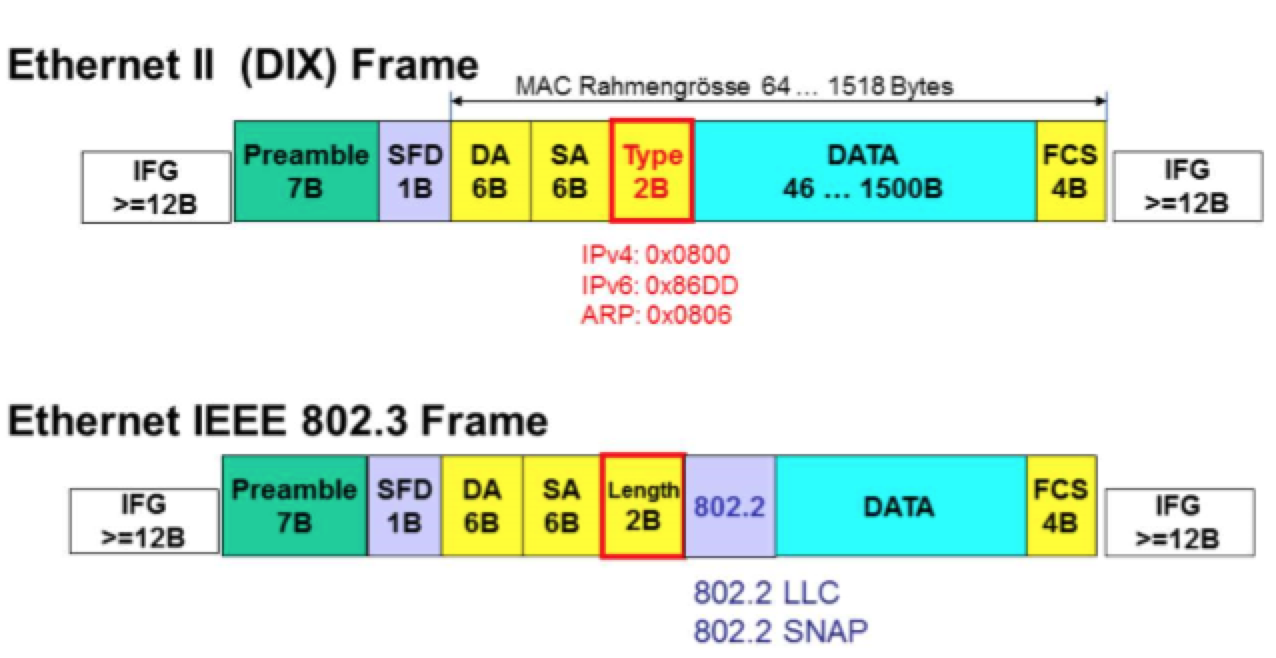 Ethernet II (DIX) Frame
MAC Rahmengrösse 64 ... 1518 Bytes
IFG
>=12B
Preamble
7B
SFD
1B
DA
6B
SA
6B
Type
2B
DATA
46 ... 1500B
FCS
4B
IFG
>=12B
IPv4: 0x0800
IPv6: 0x86DD
ARP: 0x0806
Ethernet IEEE 802.3 Frame
IFG
>=12B
Preamble
7B
SFD
1B
DA
6B
SA
6B
Length
2B
802.2
DATA
FCS
4B
IFG
>=12B
802.2 LLC
802.2 SNAP